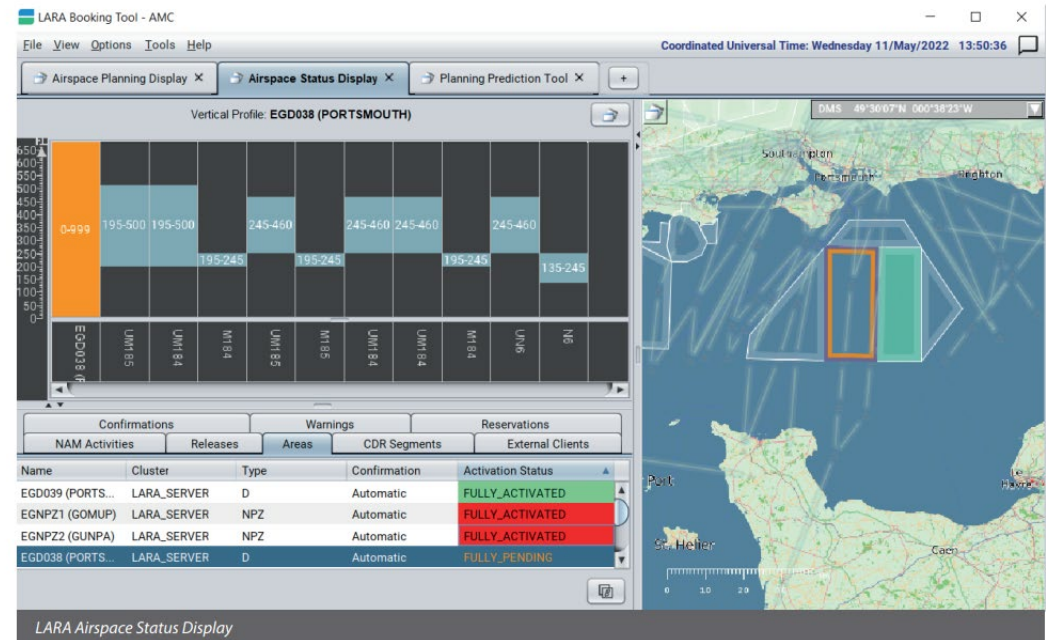 LARA Booking Tool - AMC
File View Options Tools Help
Coordinated Universal Time: Wednesday 11/May/2022 13:50:36
Airspace Planning Display
Airspace Status Display
Planning Prediction Tool
+
Vertical Profile: EGD038 (PORTSMOUTH)
DMS 49°50'07"N 000°38'23"W
650
600
550
500
450
400
350
300
250
200
150
100
50
0
0-999
195-500
195-500
195-245
245-460
195-245
245-460
245-460
195-245
245-460
135-245
EGD038
UM185
UM184
M184
UM185
M185
UM184
UM184
M184
UN6
N6
Southampton
Portsmouth
Brighton
Port
St. Helier
Le Havre
Caen
0 10 20
Confirmations Warnings Reservations
NAM Activities Releases Areas CDR Segments External Clients
Name Cluster Type Confirmation Activation Status
EGD039 (PORTS... LARA_SERVER D Automatic FULLY_ACTIVATED
EGNPZ1 (GOMUP) LARA_SERVER NPZ Automatic FULLY_ACTIVATED
EGNPZ2 (GUNPA) LARA_SERVER NPZ Automatic FULLY_ACTIVATED
EGD038 (PORTS... LARA_SERVER D Automatic FULLY_PENDING
LARA Airspace Status Display